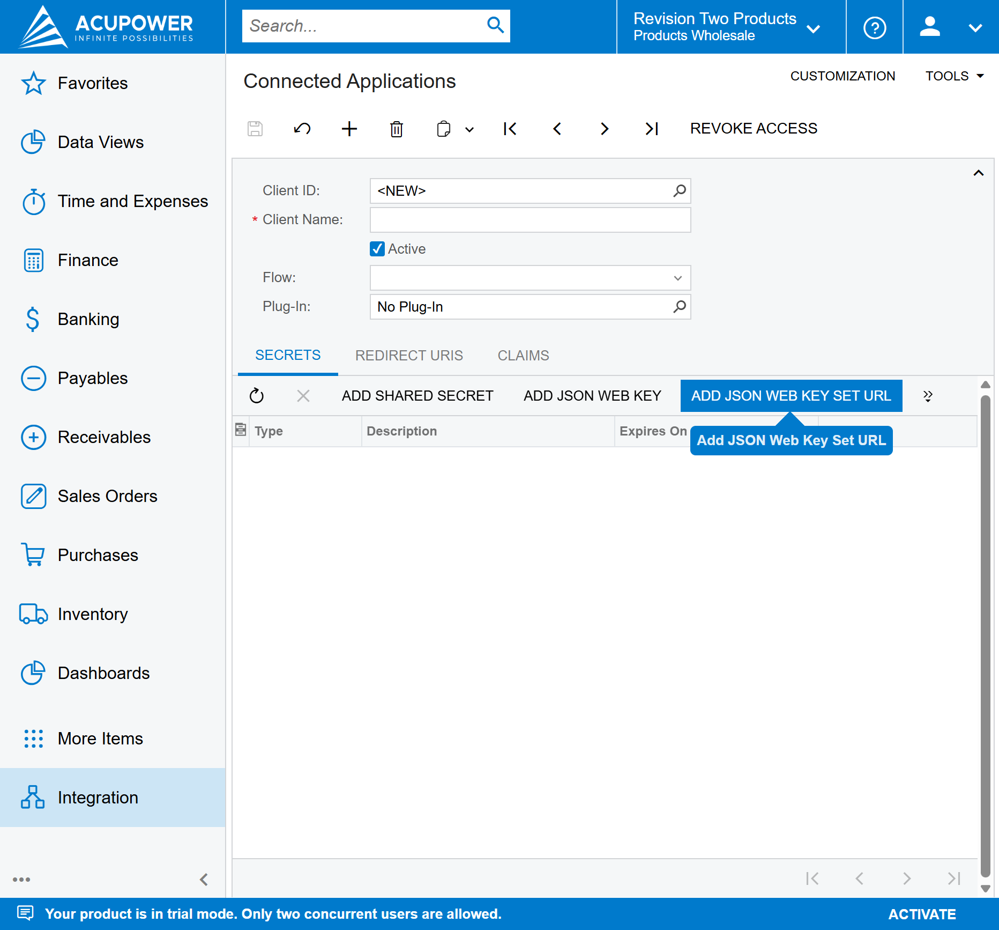 ACUPOWER
INFINITE POSSIBILITIES
Search...
Revision Two Products
Products Wholesale
Favorites
Data Views
Time and Expenses
Finance
Banking
Payables
Receivables
Sales Orders
Purchases
Inventory
Dashboards
More Items
Integration
Connected Applications
CUSTOMIZATION
TOOLS
REVOKE ACCESS
Client ID: <NEW>
* Client Name:
Active
Flow:
Plug-In: No Plug-In
SECRETS REDIRECT URIS CLAIMS
ADD SHARED SECRET ADD JSON WEB KEY ADD JSON WEB KEY SET URL
Type Description Expires On
Add JSON Web Key Set URL
Your product is in trial mode. Only two concurrent users are allowed.
ACTIVATE